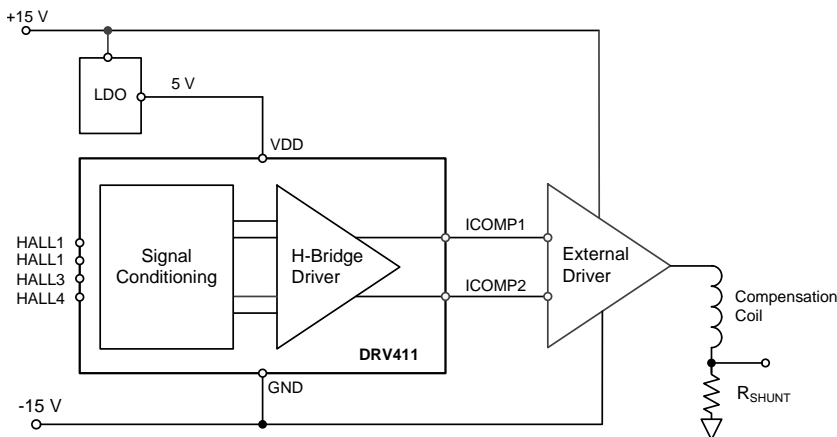 +15 V
LDO
5 V
VDD
HALL1
HALL1
HALL3
HALL4
Signal
Conditioning
H-Bridge
Driver
ICOMP1
ICOMP2
External
Driver
Compensation
Coil
DRV411
GND
RSHUNT
-15 V